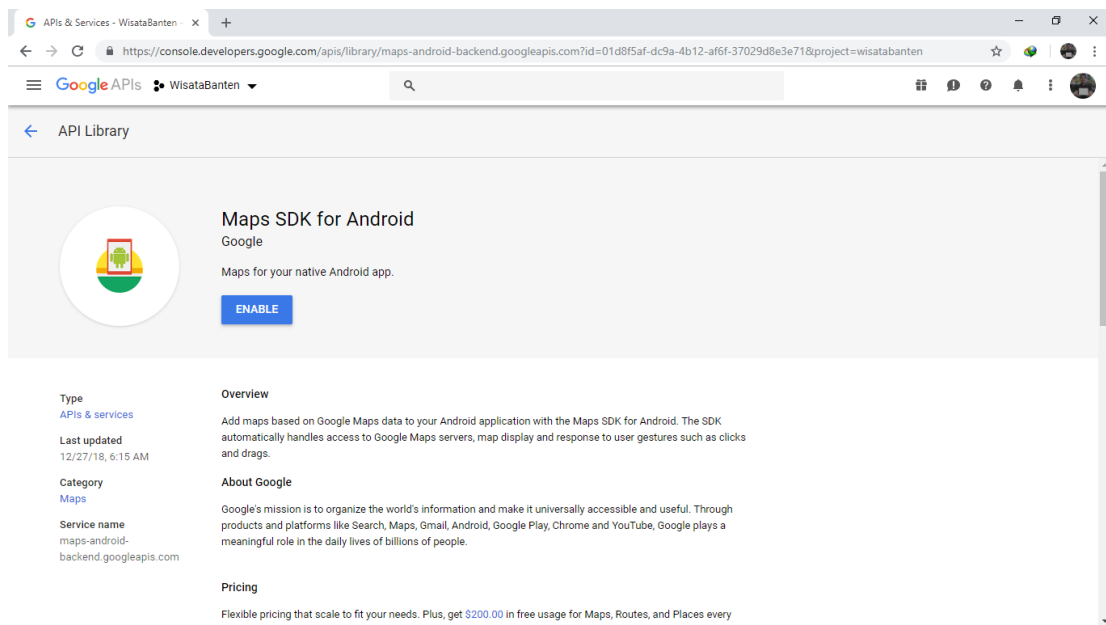 APIs & Services - WisataBanten -
https://console.developers.google.com/apis/library/maps-android-backend.googleapis.com?id=01d8f5af-dc9a-4b12-af6f-37029d8e3e71&project=wisatabanten
Google APIs WisataBanten
API Library
Maps SDK for Android
Google
Maps for your native Android app.
ENABLE
Type
APIs & services
Last updated
12/27/18, 6:15 AM
Category
Maps
Service name
maps-android-
backend.googleapis.com
Overview
Add maps based on Google Maps data to your Android application with the Maps SDK for Android. The SDK
automatically handles access to Google Maps servers, map display and response to user gestures such as clicks
and drags.
About Google
Google's mission is to organize the world's information and make it universally accessible and useful. Through
products and platforms like Search, Maps, Gmail, Android, Google Play, Chrome and YouTube, Google plays a
meaningful role in the daily lives of billions of people.
Pricing
Flexible pricing that scale to fit your needs. Plus, get $200.00 in free usage for Maps, Routes, and Places every